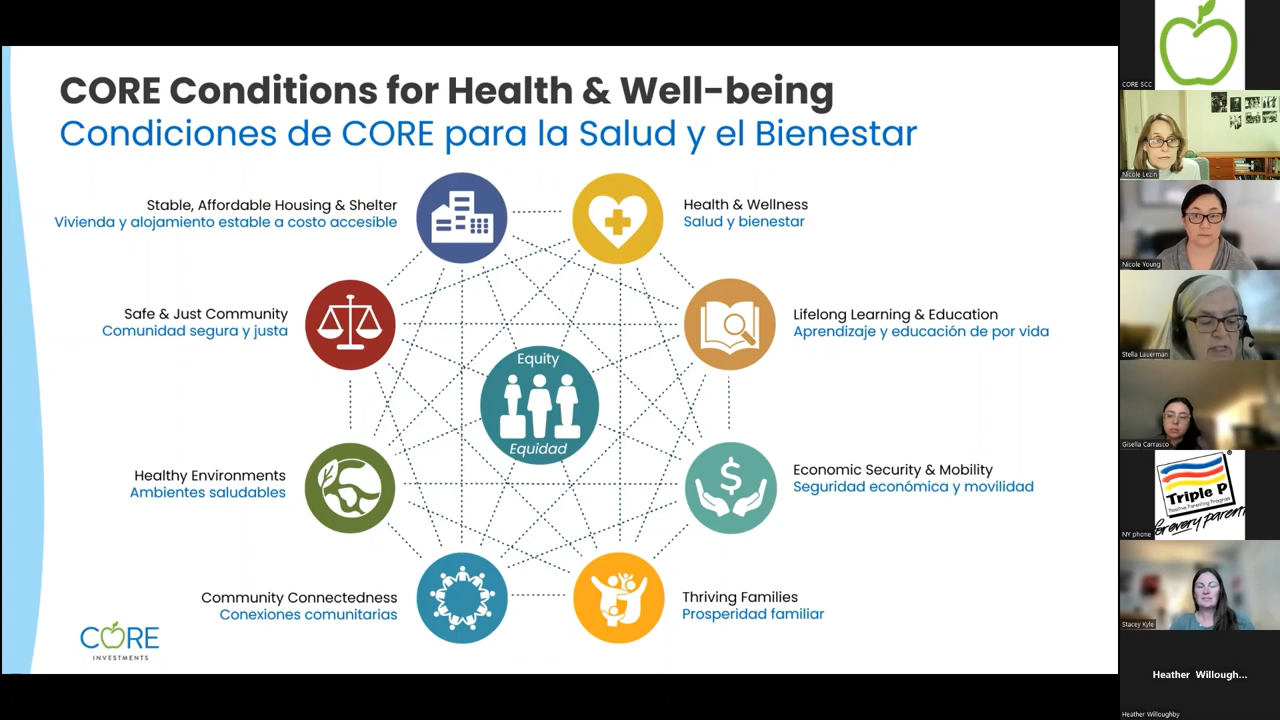 CORE Conditions for Health & Well-being
Condiciones de CORE para la Salud y el Bienestar
Stable, Affordable Housing & Shelter
Vivienda y alojamiento estable a costo accesible
Health & Wellness
Salud y bienestar
Safe & Just Community
Comunidad segura y justa
Lifelong Learning & Education
Aprendizaje y educación de por vida
Equity
Equidad
Healthy Environments
Ambientes saludables
Economic Security & Mobility
Seguridad económica y movilidad
Community Connectedness
Conexiones comunitarias
Thriving Families
Prosperidad familiar
CORE
INVESTMENTS
CORE SCC
Nicole Lezin
Nicole Young
Stella Lauerman
Gisella Carrasco
Triple P
Positive Parenting Program
for every parent
NY phone
Stacey Kyle
Heather Willough...
Heather Willoughby